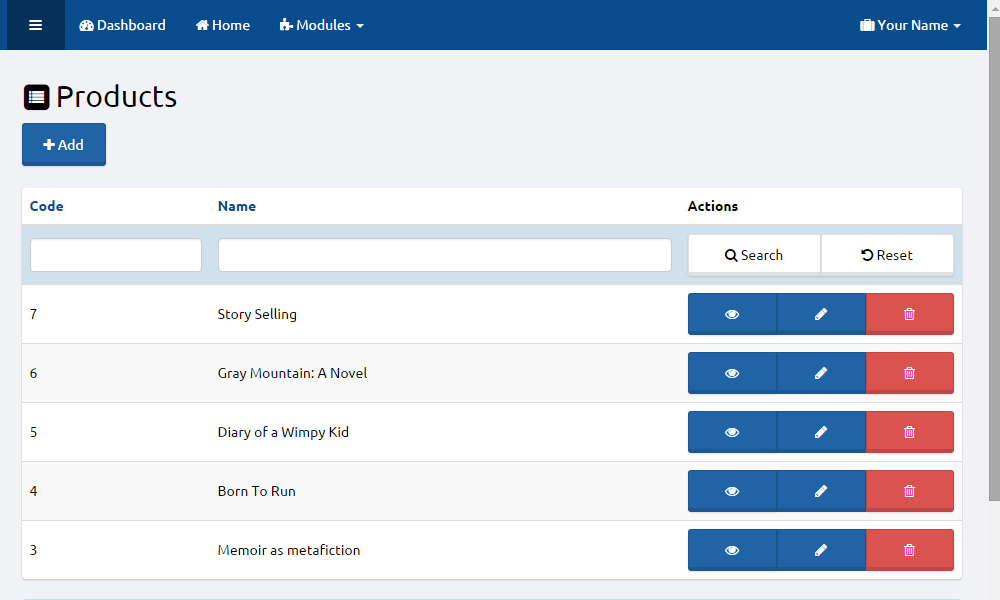 Dashboard Home Modules Your Name
Products
Add
Code Name Actions
Search Reset
7 Story Selling
6 Gray Mountain: A Novel
5 Diary of a Wimpy Kid
4 Born To Run
3 Memoir as metafiction